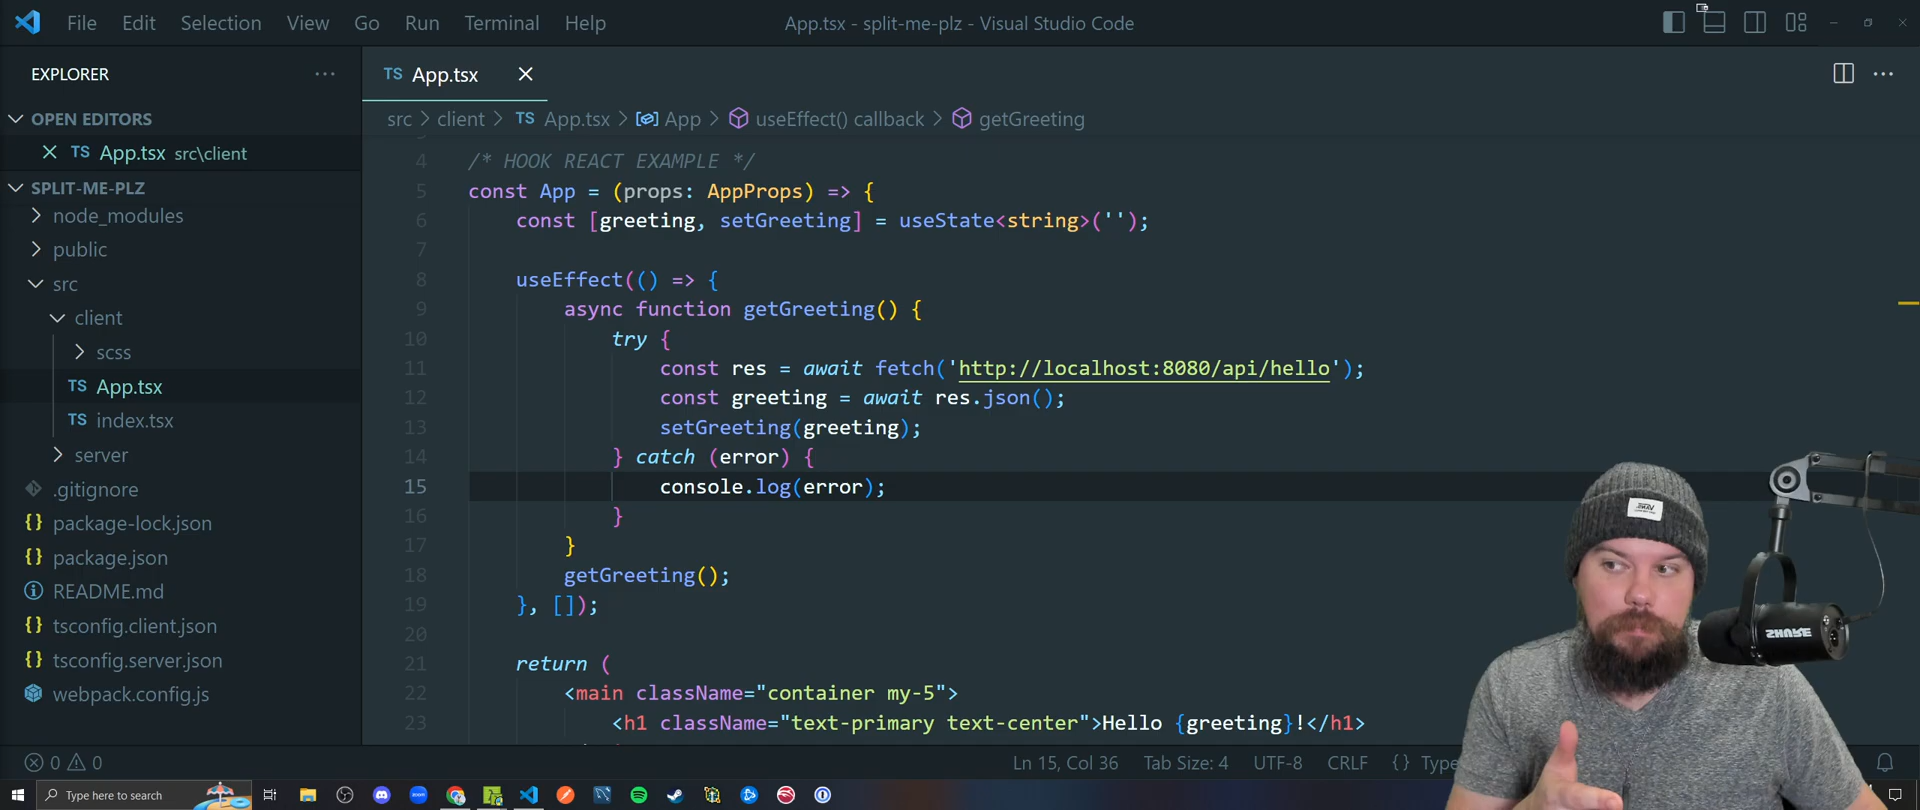 File Edit Selection View Go Run Terminal Help App.tsx - split-me-plz - Visual Studio Code
EXPLORER
OPEN EDITORS
TS App.tsx src\client
SPLIT-ME-PLZ
node_modules
public
src
client
scss
TS App.tsx
TS index.tsx
server
.gitignore
{} package-lock.json
{} package.json
README.md
{} tsconfig.client.json
{} tsconfig.server.json
webpack.config.js
TS App.tsx
src > client > TS App.tsx > App > useEffect() callback > getGreeting
4 /* HOOK REACT EXAMPLE */
5 const App = (props: AppProps) => {
6 const [greeting, setGreeting] = useState<string>('');
7
8 useEffect(() => {
9 async function getGreeting() {
10 try {
11 const res = await fetch('http://localhost:8080/api/hello');
12 const greeting = await res.json();
13 setGreeting(greeting);
14 } catch (error) {
15 console.log(error);
16 }
17 }
18 getGreeting();
19 }, []);
20
21 return (
22 <main className="container my-5">
23 <h1 className="text-primary text-center">Hello {greeting}!</h1>
VANS
SHURE
0 0 Ln 15, Col 36 Tab Size: 4 UTF-8 CRLF {} Type
Type here to search
zoom